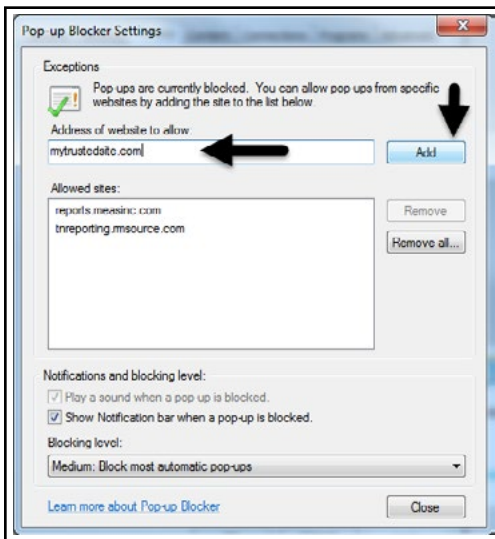 Pop-up Blocker Settings
Exceptions
Pop ups are currently blocked. You can allow pop ups from specific
websites by adding the site to the list below.
Address of website to allow:
mytrustedsite.com
Add
Allowed sites:
reports.measinc.com
Remove
tnreporting.rmsource.com
Remove all...
Notifications and blocking level:
Play a sound when a pop up is blocked.
Show Notification bar when a pop-up is blocked.
Blocking level:
Medium: Block most automatic pop-ups
Learn more about Pop-up Blocker
Close